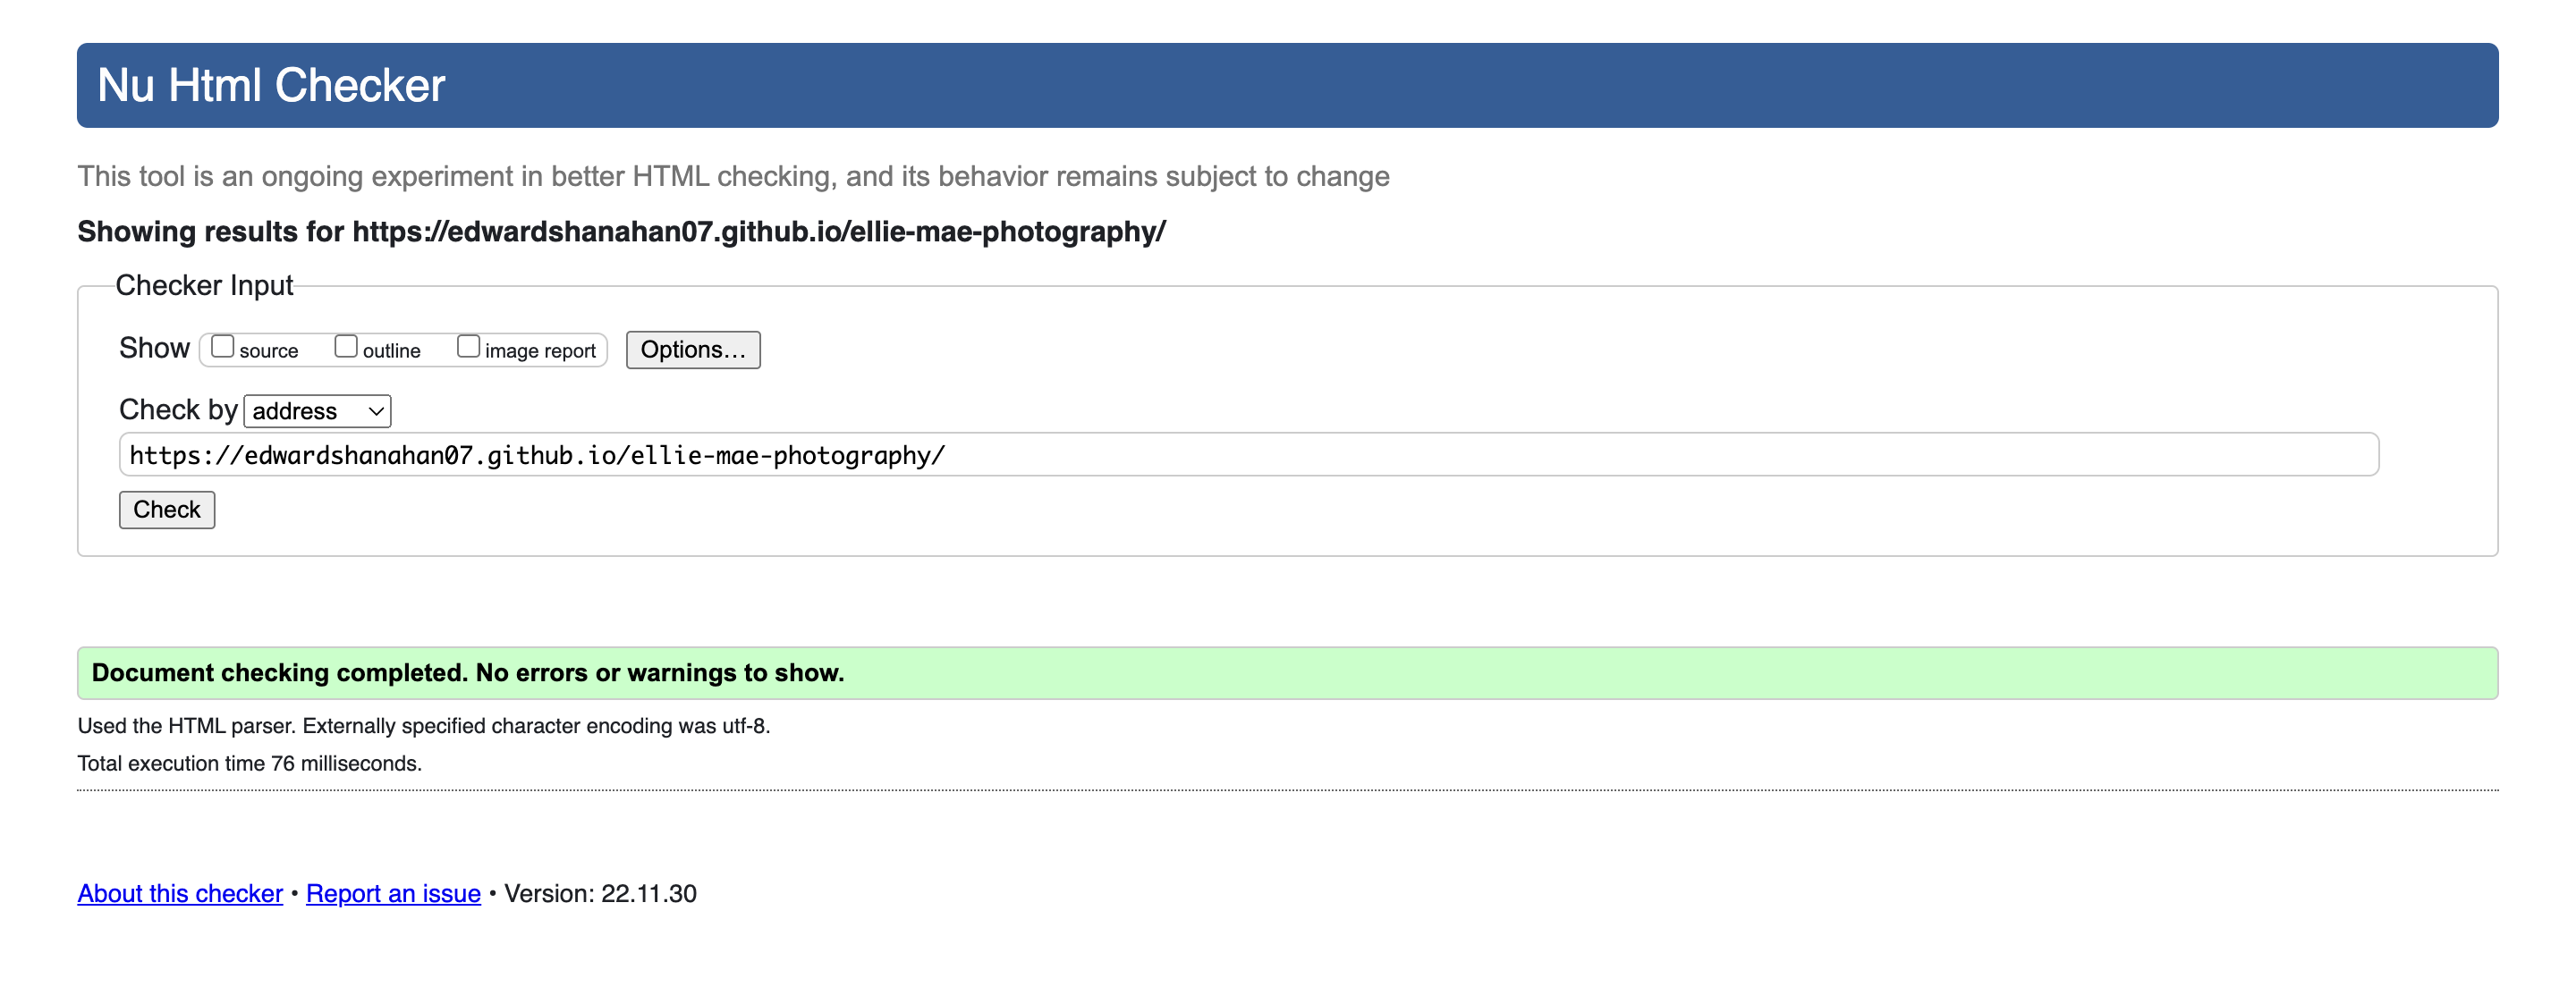 Nu Html Checker
This tool is an ongoing experiment in better HTML checking, and its behavior remains subject to change
Showing results for https://edwardshanahan07.github.io/ellie-mae-photography/
Checker Input
Show source outline image report Options...
Check by address
https://edwardshanahan07.github.io/ellie-mae-photography/
Check
Document checking completed. No errors or warnings to show.
Used the HTML parser. Externally specified character encoding was utf-8.
Total execution time 76 milliseconds.
About this checker • Report an issue • Version: 22.11.30